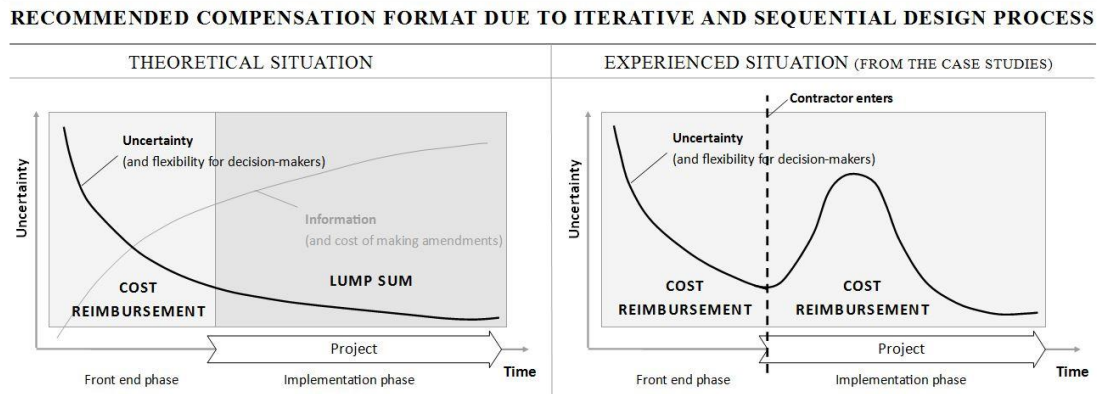 RECOMMENDED COMPENSATION FORMAT DUE TO ITERATIVE AND SEQUENTIAL DESIGN PROCESS
THEORETICAL SITUATION
Uncertainty
Uncertainty
(and flexibility for decision-makers)
Information
(and cost of making amendments)
COST
REIMBURSEMENT
LUMP SUM
Project
Time
Front end phase
Implementation phase
EXPERIENCED SITUATION (FROM THE CASE STUDIES)
Contractor enters
Uncertainty
Uncertainty
(and flexibility for decision-makers)
COST
REIMBURSEMENT
COST
REIMBURSEMENT
Project
Time
Front end phase
Implementation phase